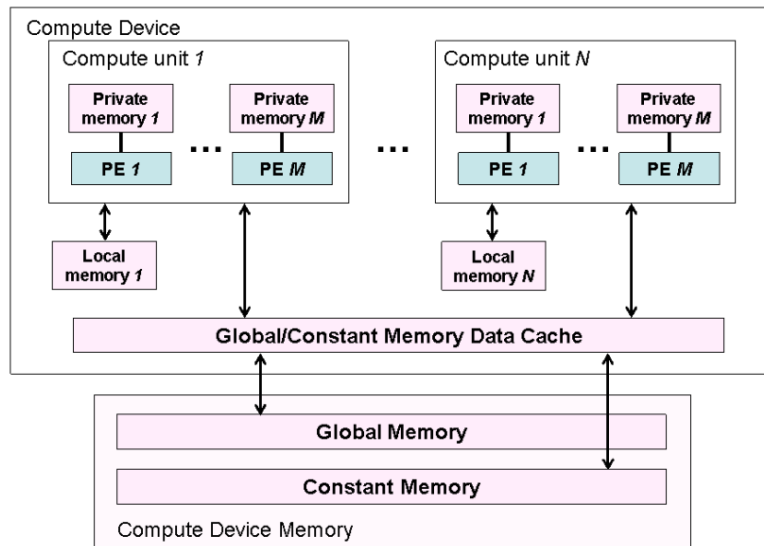 Compute Device
Compute unit 1
Compute unit N
Private
memory 1
Private
memory M
Private
memory 1
Private
memory M
...
...
...
PE 1
PE M
PE 1
PE M
Local
memory 1
Local
memory N
Global/Constant Memory Data Cache
Global Memory
Constant Memory
Compute Device Memory